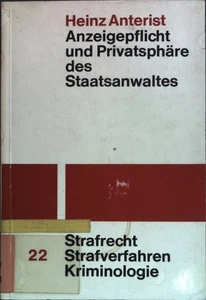 Heinz Anterist
Anzeigepflicht
und Privatsphäre
des
Staatsanwaltes
22
Strafrecht
Strafverfahren
Kriminologie